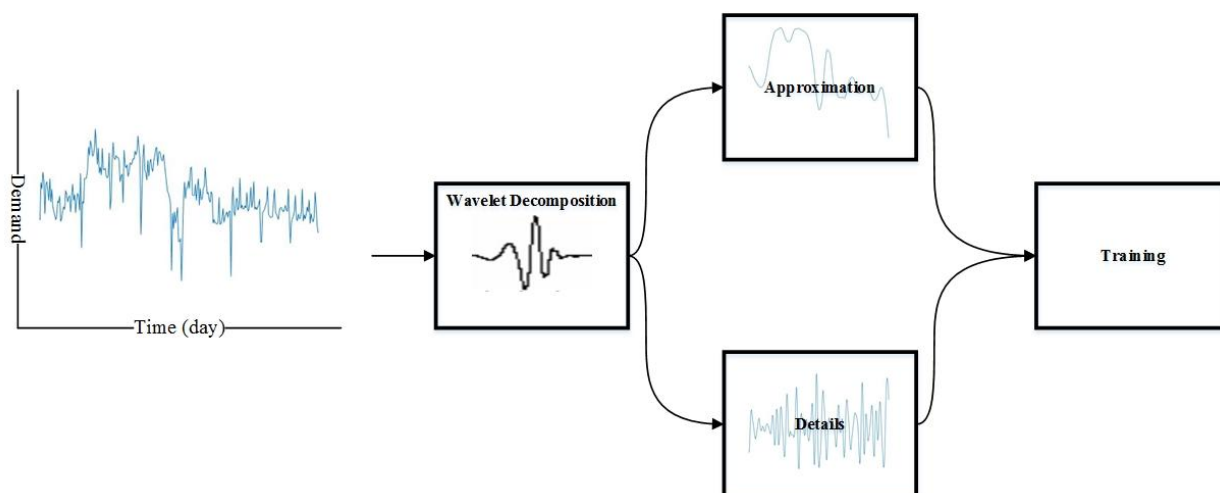 Demand
Time (day)
Wavelet Decomposition
Approximation
Details
Training